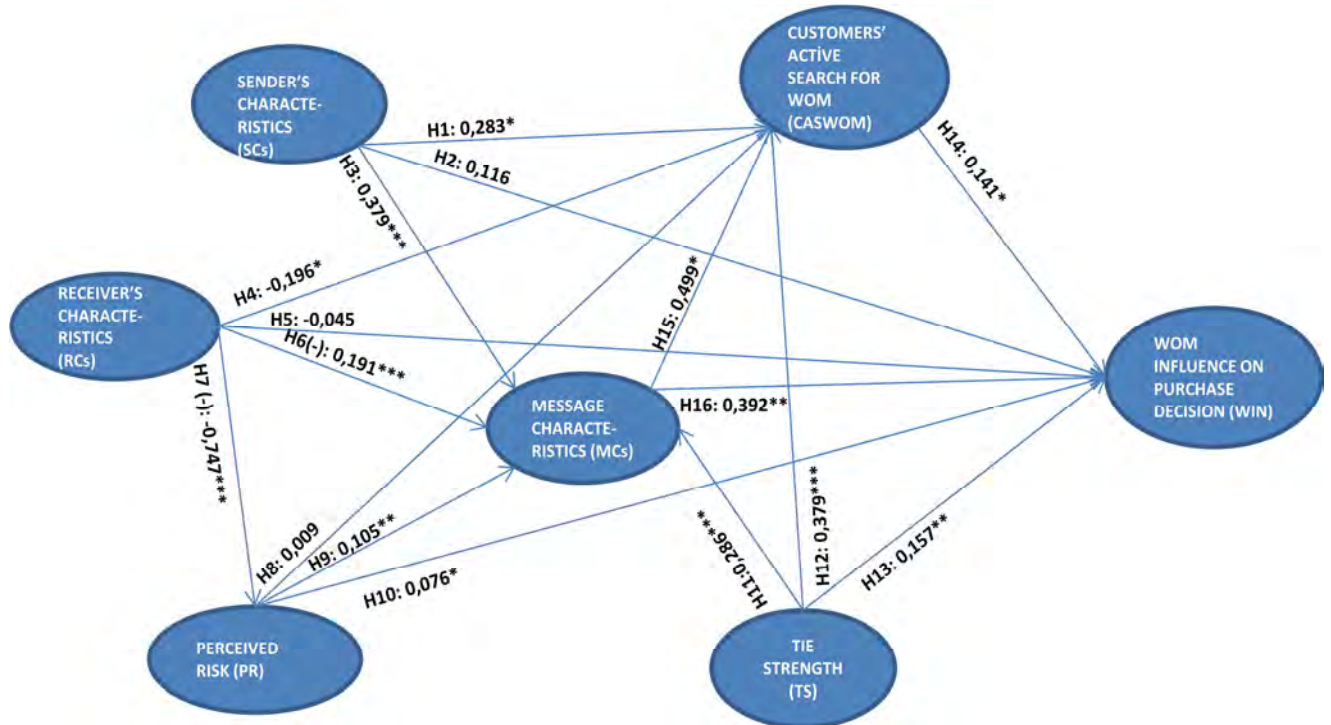 CUSTOMERS'
ACTİVE
SEARCH FOR
WOM
(CASWOM)
SENDER'S
CHARACTE-
RISTICS
(SCs)
H1: 0,283*
H2: 0,116
H3: 0,379***
H14: 0,141*
RECEIVER'S
CHARACTE-
RISTICS
(RCs)
H4: -0,196*
H5: -0,045
H6(-): 0,191***
H7 (-): -0,747***
H15: 0,499*
WOM
INFLUENCE ON
PURCHASE
DECISION (WIN)
MESSAGE
CHARACTE-
RISTICS (MCs)
H16: 0,392**
H8: 0,009
H9: 0,105**
H10: 0,076*
H11:0,286***
H12: 0,379***
H13: 0,157**
PERCEIVED
RISK (PR)
TIE
STRENGTH
(TS)